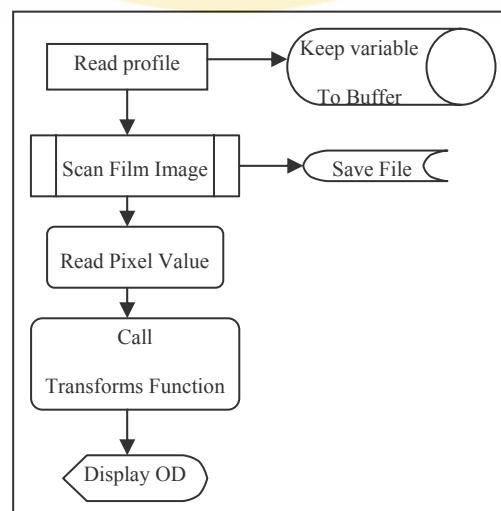 Read profile
Keep variable
To Buffer
Scan Film Image
Save File
Read Pixel Value
Call
Transforms Function
Display OD